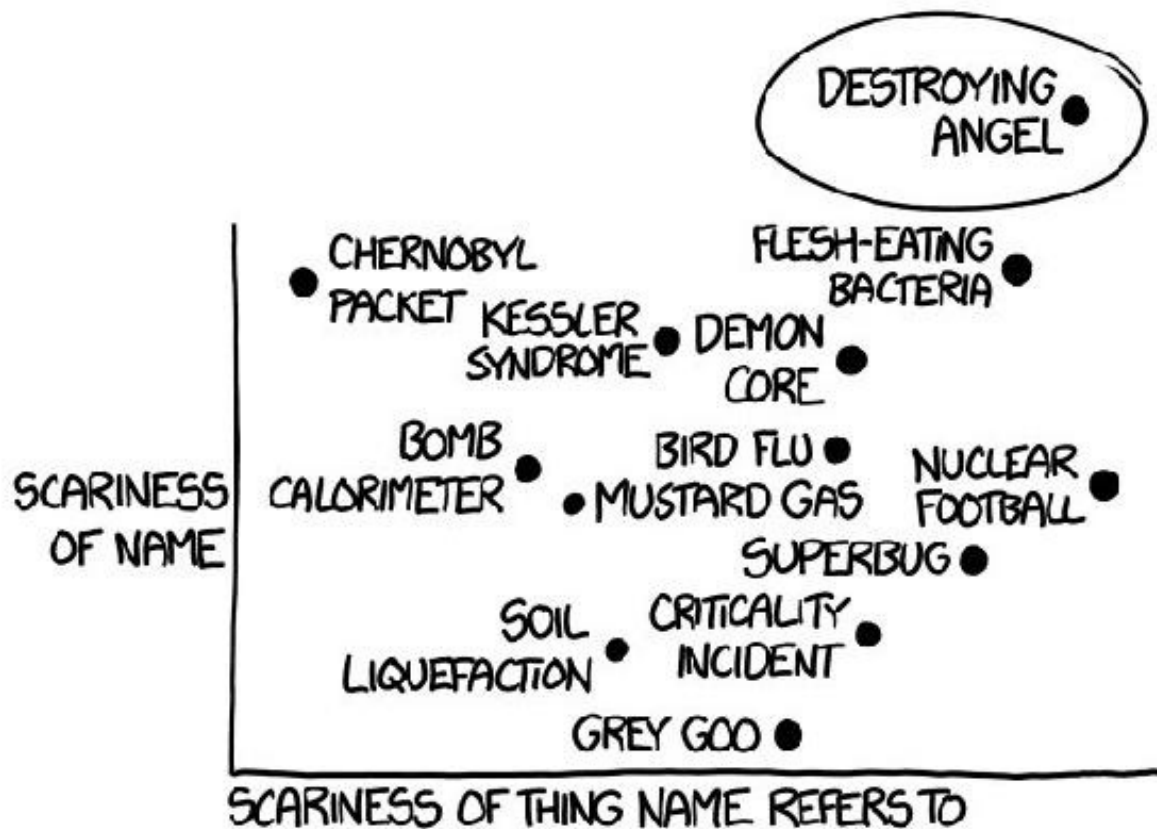 DESTROYING
ANGEL
CHERNOBYL
PACKET
FLESH-EATING
BACTERIA
KESSLER
SYNDROME
DEMON
CORE
BOMB
CALORIMETER
BIRD FLU
MUSTARD GAS
NUCLEAR
FOOTBALL
SCARINESS
OF NAME
SUPERBUG
SOIL
LIQUEFACTION
CRITICALITY
INCIDENT
GREY GOO
SCARINESS OF THING NAME REFERS TO